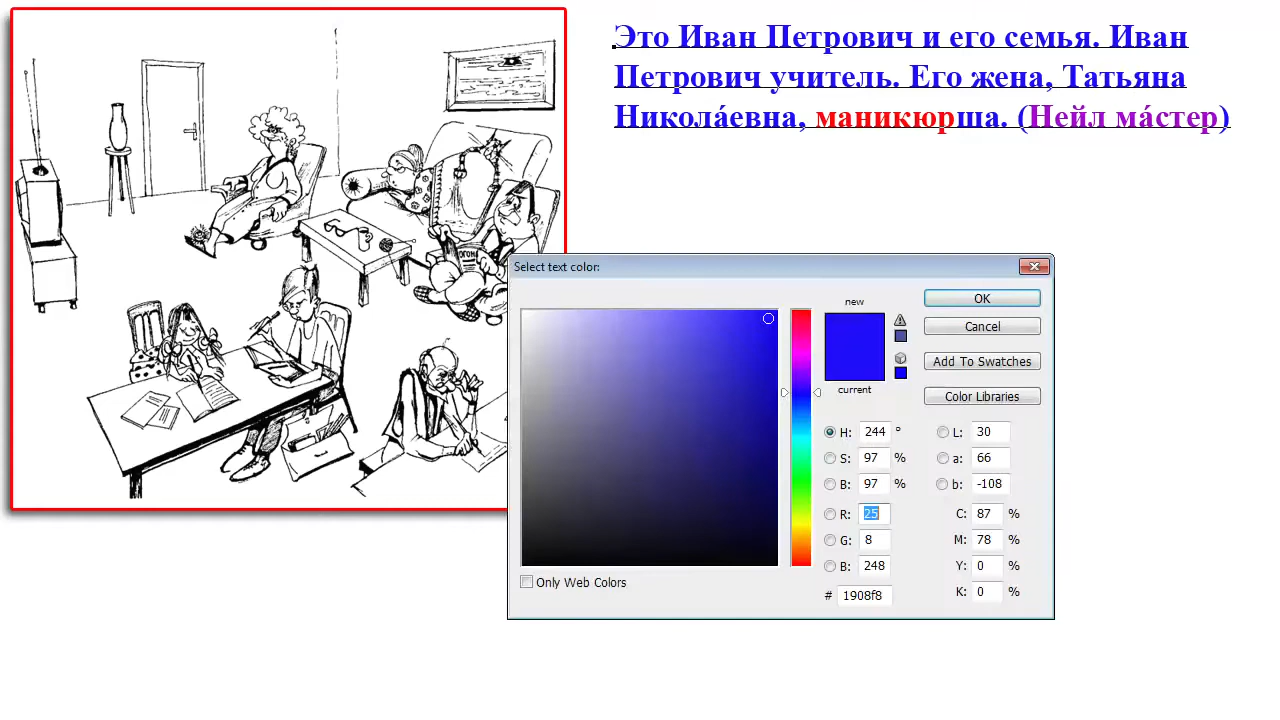 Это Иван Петрович и его семья. Иван
Петрович учитель. Его жена, Татьяна
Никола́евна, маникюрша. (Нейл ма́стер)
Select text color:
new
current
OK
Cancel
Add To Swatches
Color Libraries
H: 244 °
S: 97 %
B: 97 %
R: 25
G: 8
B: 248
# 1908f8
L: 30
a: 66
b: -108
C: 87 %
M: 78 %
Y: 0 %
K: 0 %
Only Web Colors